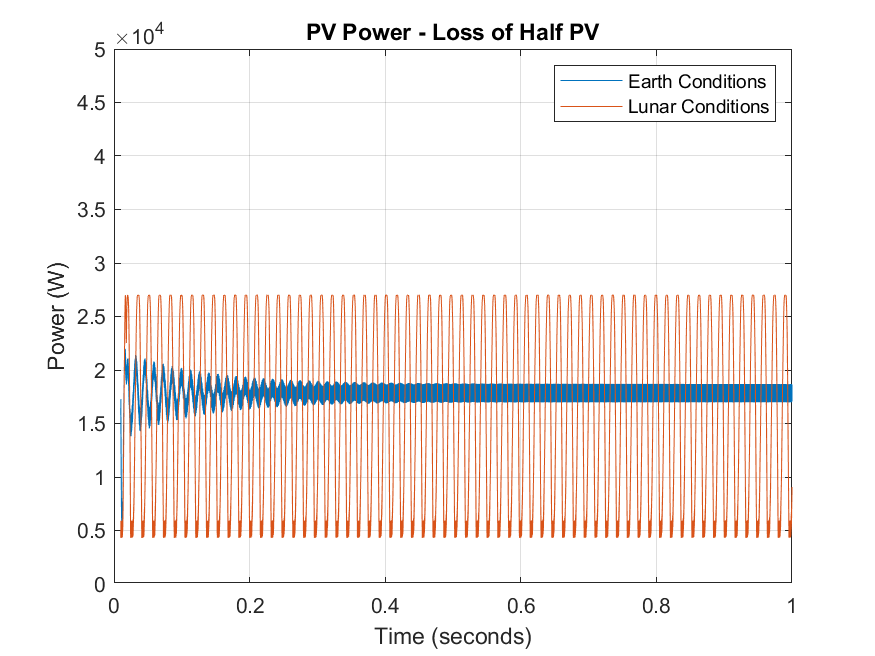 PV Power - Loss of Half PV
×10⁴
5
4.5
4
3.5
3
2.5
2
1.5
1
0.5
0
Power (W)
Earth Conditions
Lunar Conditions
0 0.2 0.4 0.6 0.8 1
Time (seconds)